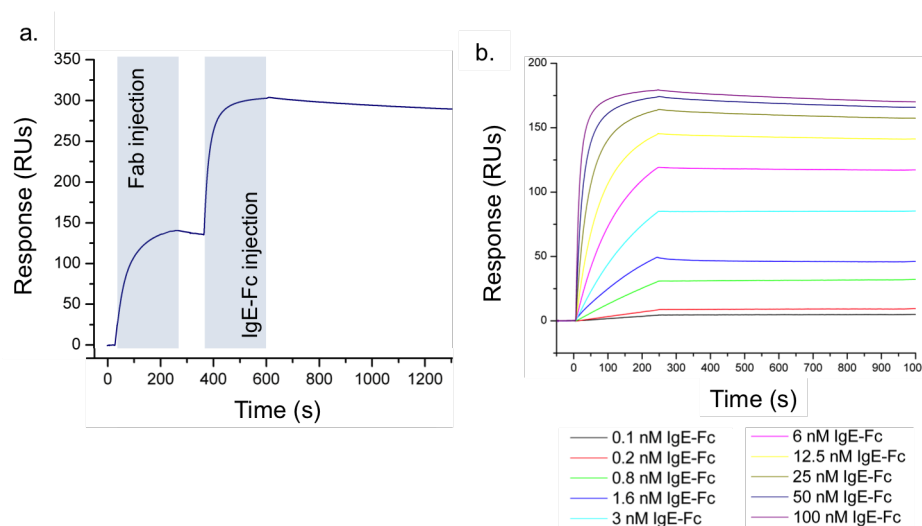 a.
350
300
250
200
150
100
50
0
Response (RUs)
Fab injection
IgE-Fc injection
0 200 400 600 800 1000 1200
Time (s)
b.
200
150
100
50
0
Response (RUs)
0 100 200 300 400 500 600 700 800 900 100
Time (s)
0.1 nM IgE-Fc
0.2 nM IgE-Fc
0.8 nM IgE-Fc
1.6 nM IgE-Fc
3 nM IgE-Fc
6 nM IgE-Fc
12.5 nM IgE-Fc
25 nM IgE-Fc
50 nM IgE-Fc
100 nM IgE-Fc